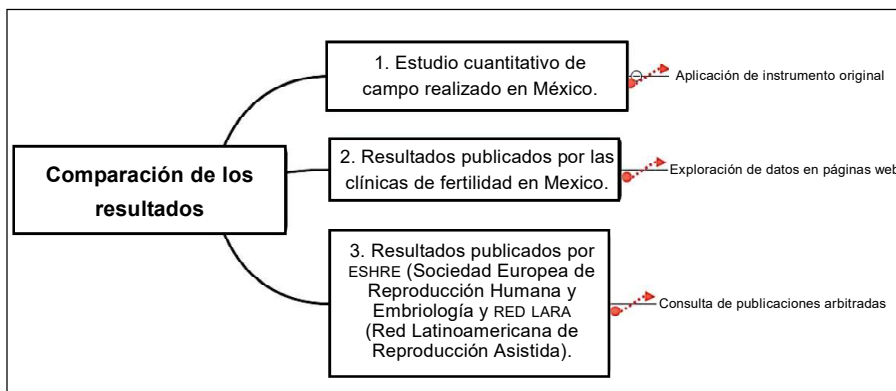 Comparación de los
resultados
1. Estudio cuantitativo de
campo realizado en México.
Aplicación de instrumento original
2. Resultados publicados por las
clínicas de fertilidad en Mexico.
Exploración de datos en páginas web
3. Resultados publicados por
ESHRE (Sociedad Europea de
Reproducción Humana y
Embriología y RED LARA
(Red Latinoamericana de
Reproducción Asistida).
Consulta de publicaciones arbitradas